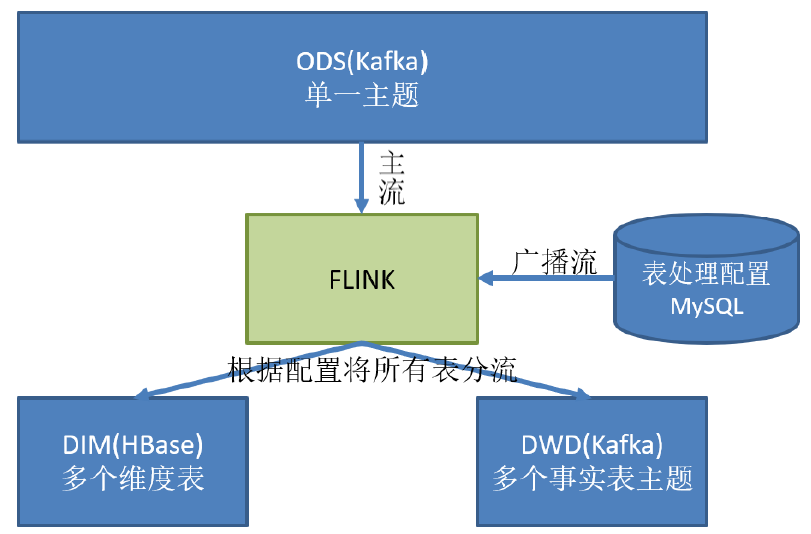 ODS(Kafka)
单一主题
主
流
广播流
表处理配置
MySQL
FLINK
根据配置将所有表分流
DIM(HBase)
多个维度表
DWD(Kafka)
多个事实表主题